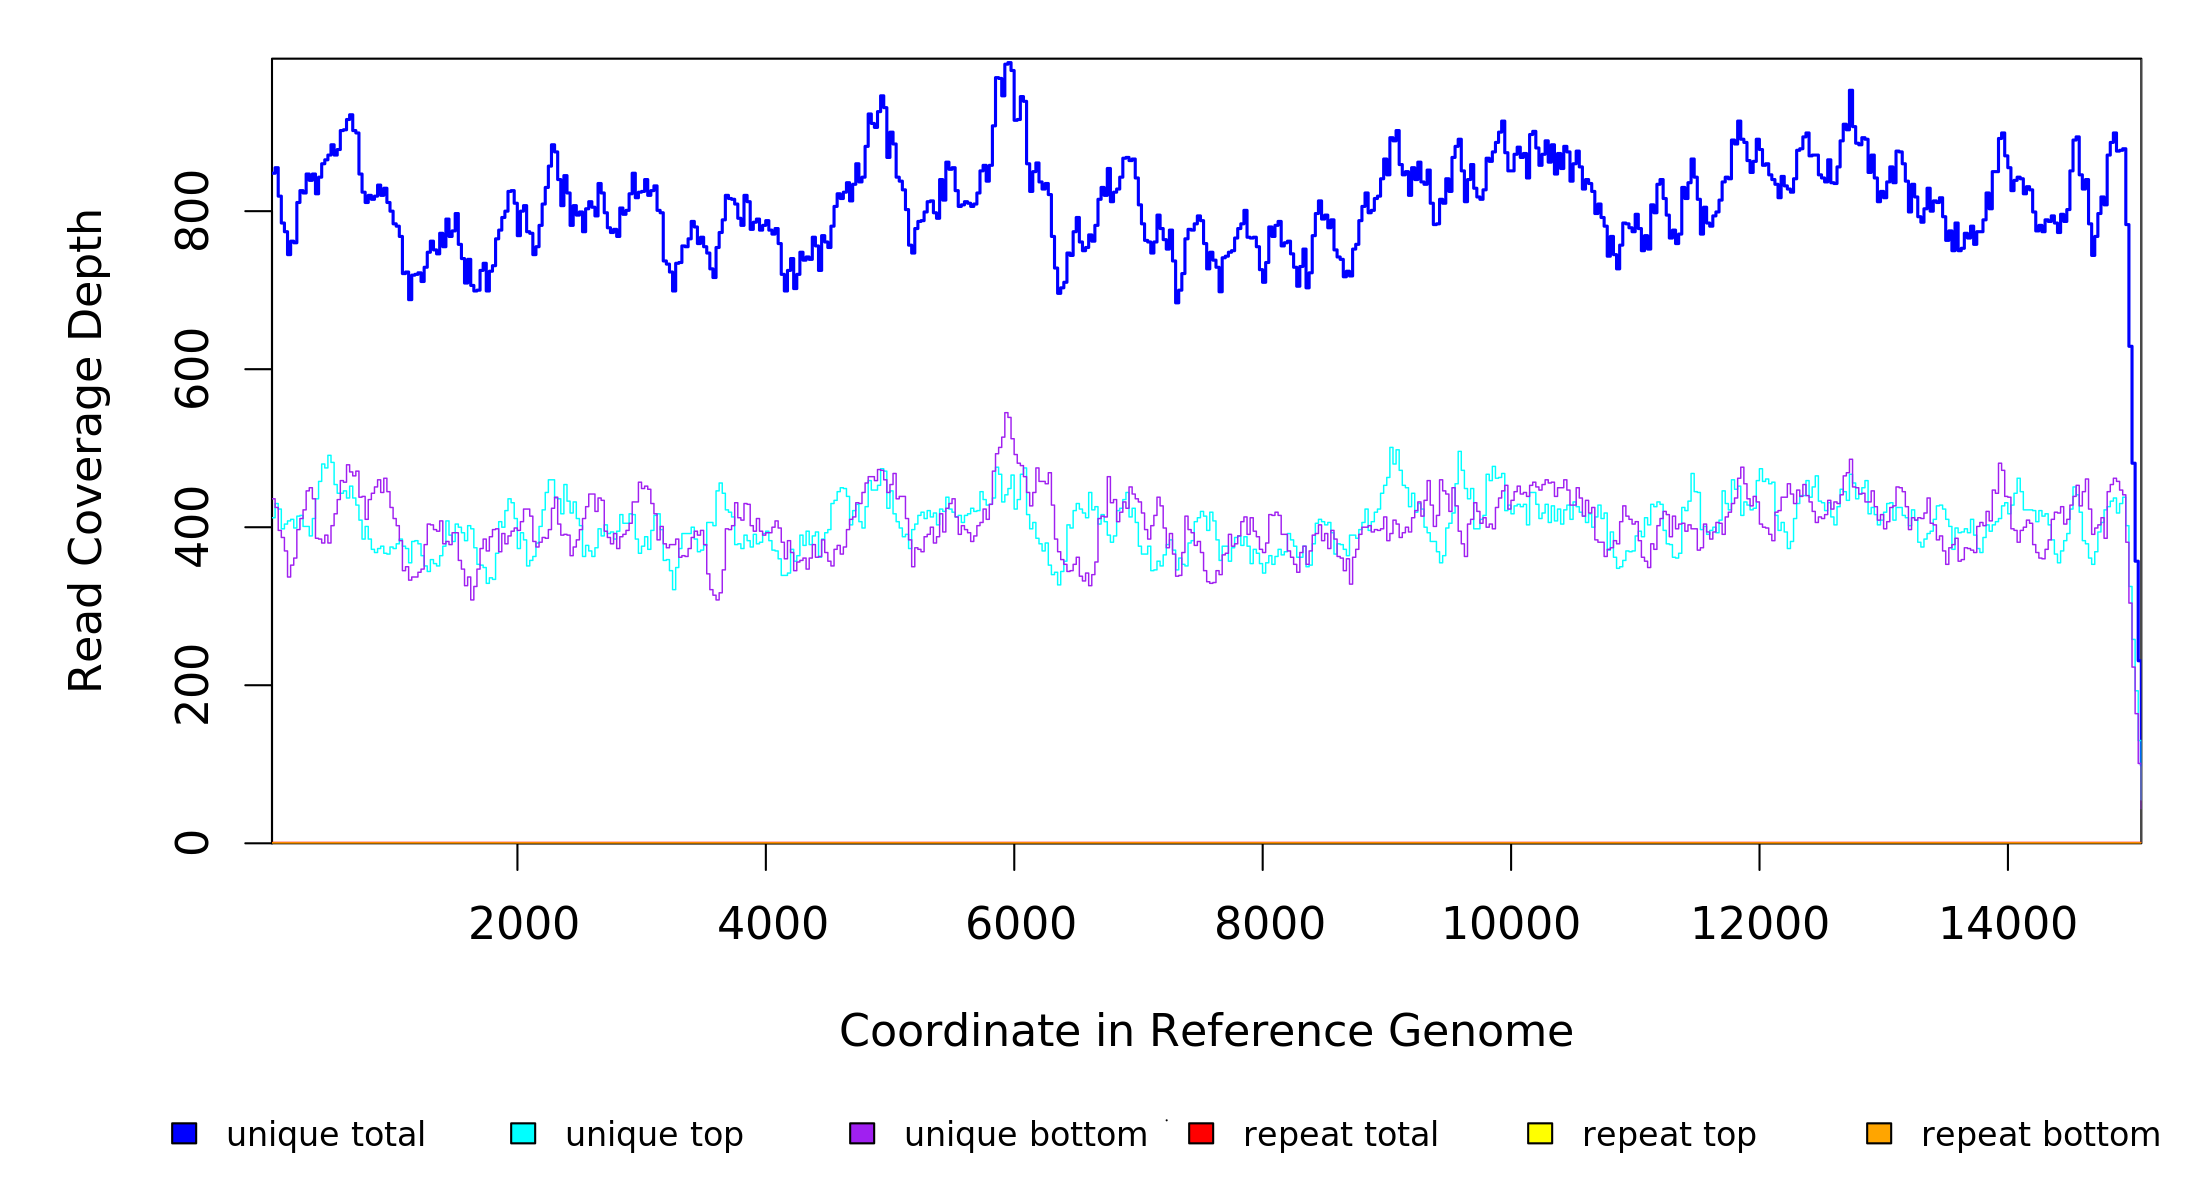 Read Coverage Depth
800
600
400
200
0
2000 4000 6000 8000 10000 12000 14000
Coordinate in Reference Genome
unique total unique top unique bottom repeat total repeat top repeat bottom